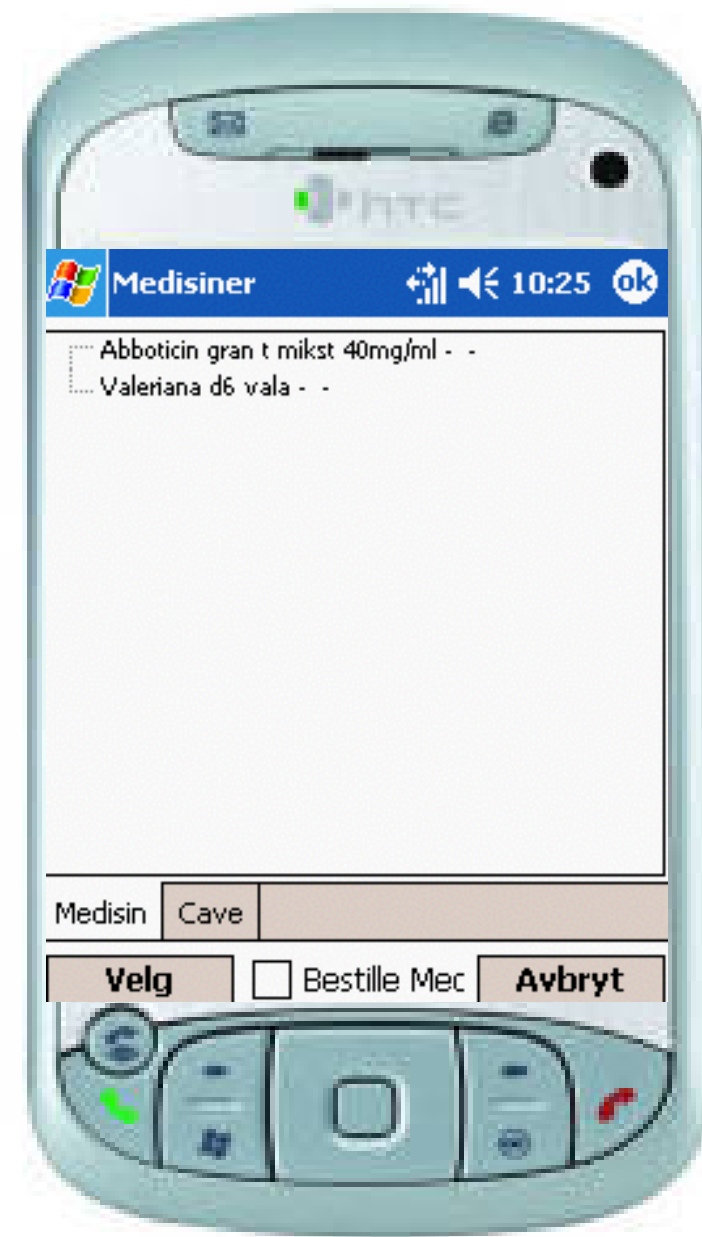 hTC
Medisiner 10:25 ok
Abboticin gran t mikst 40mg/ml - -
Valeriana d6 vala - -
Medisin Cave
Velg Bestille Mec Avbryt